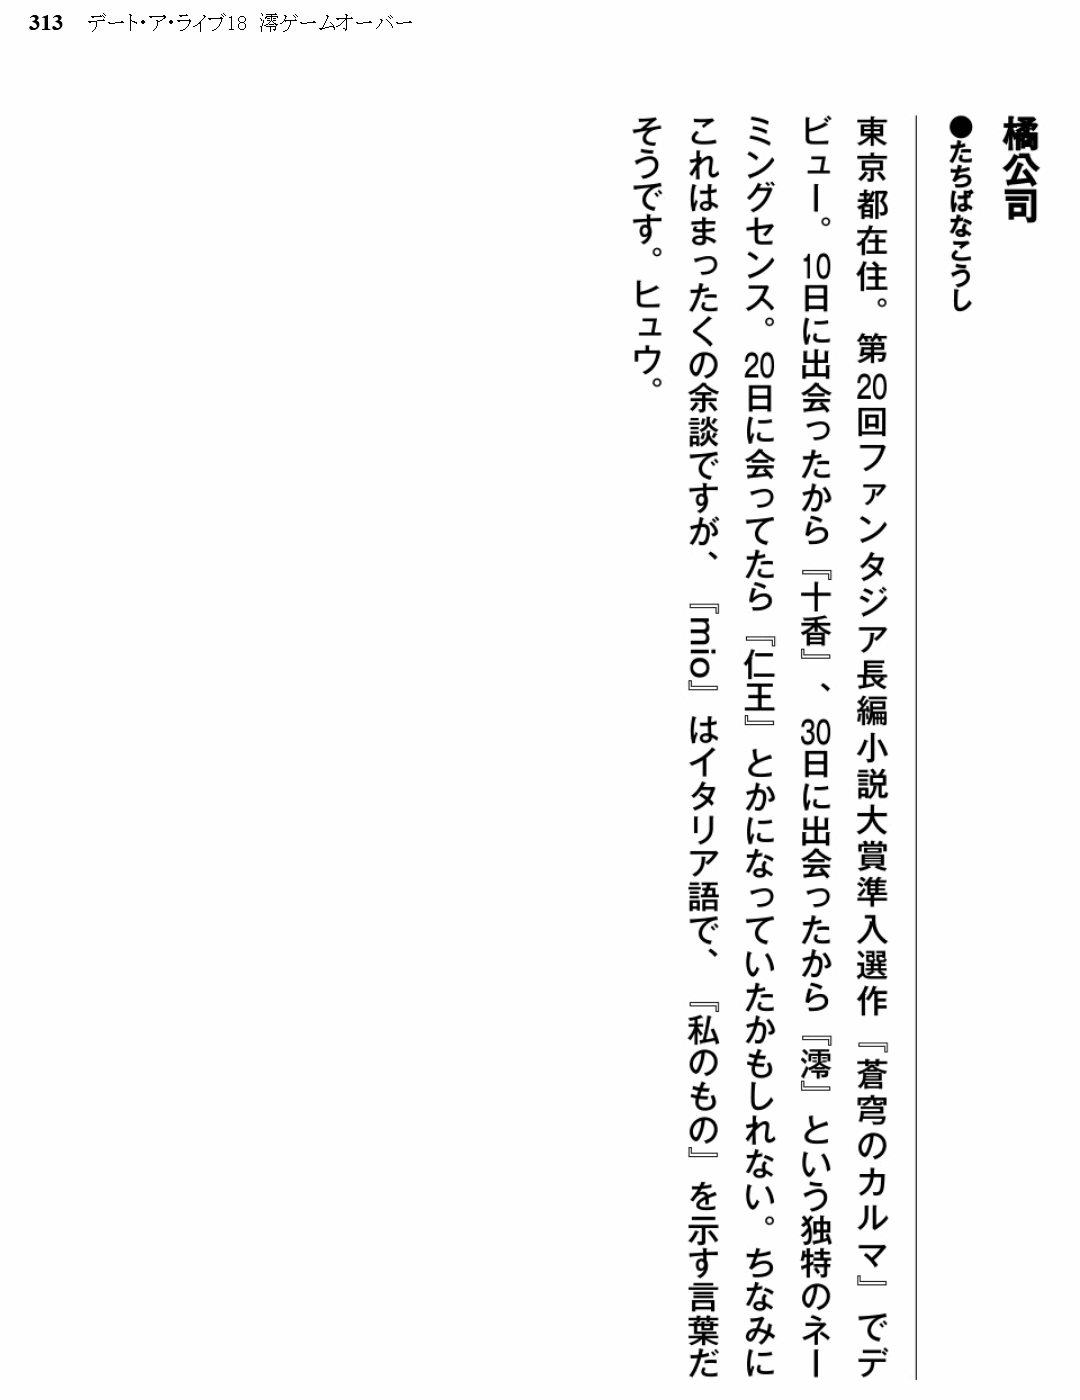 313 デート・ア・ライブ18 澪ゲームオーバー
橘公司
●たちばなこうし
東京都在住。第20回ファンタジア長編小説大賞準入選作『蒼穹のカルマ』でデ
ビュー。10日に出会ったから『十香』、30日に出会ったから『澪』という独特のネー
ミングセンス。20日に会ってたら『仁王』とかになっていたかもしれない。ちなみに
これはまったくの余談ですが、『mio』はイタリア語で、『私のもの』を示す言葉だ
そうです。ヒュウ。